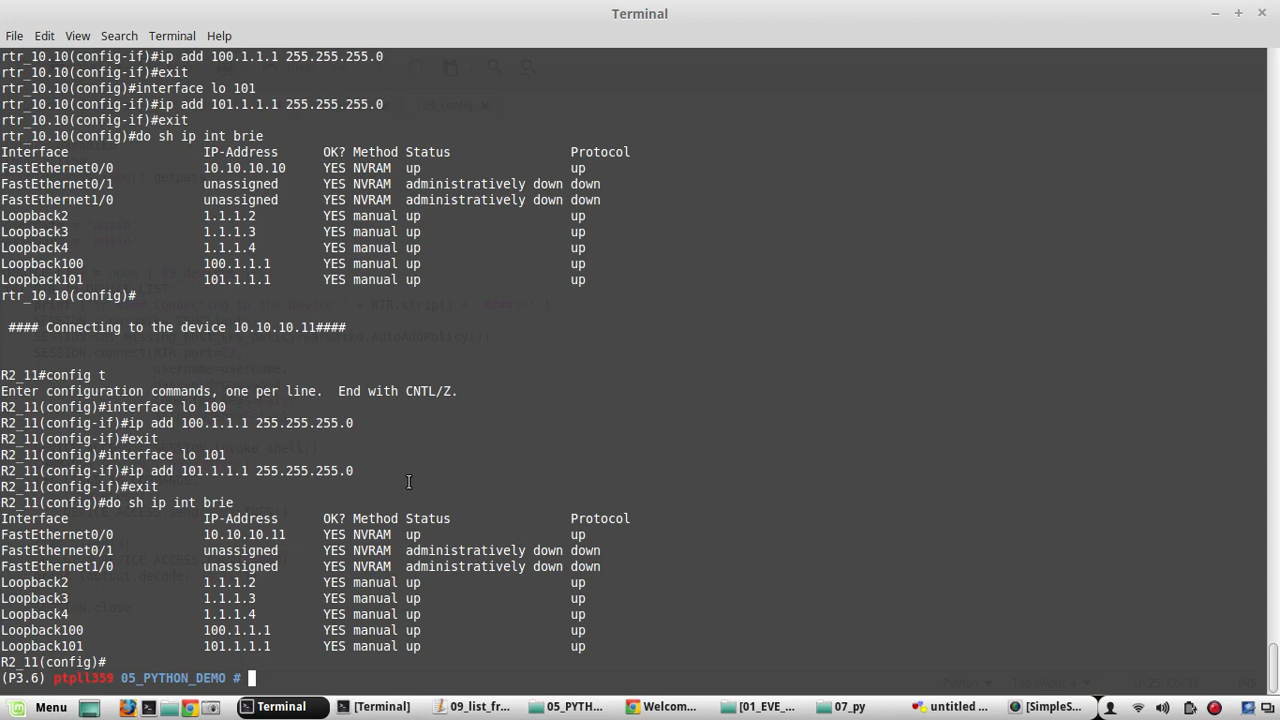 Terminal
File Edit View Search Terminal Help
rtr_10.10(config-if)#ip add 100.1.1.1 255.255.255.0
rtr_10.10(config-if)#exit
rtr_10.10(config)#interface lo 101
rtr_10.10(config-if)#ip add 101.1.1.1 255.255.255.0
rtr_10.10(config-if)#exit
rtr_10.10(config)#do sh ip int brie
Interface IP-Address OK? Method Status Protocol
FastEthernet0/0 10.10.10.10 YES NVRAM up up
FastEthernet0/1 unassigned YES NVRAM administratively down down
FastEthernet1/0 unassigned YES NVRAM administratively down down
Loopback2 1.1.1.2 YES manual up up
Loopback3 1.1.1.3 YES manual up up
Loopback4 1.1.1.4 YES manual up up
Loopback100 100.1.1.1 YES manual up up
Loopback101 101.1.1.1 YES manual up up
rtr_10.10(config)#
#### Connecting to the device 10.10.10.11####
R2_11#config t
Enter configuration commands, one per line. End with CNTL/Z.
R2_11(config)#interface lo 100
R2_11(config-if)#ip add 100.1.1.1 255.255.255.0
R2_11(config-if)#exit
R2_11(config)#interface lo 101
R2_11(config-if)#ip add 101.1.1.1 255.255.255.0
R2_11(config-if)#exit
R2_11(config)#do sh ip int brie
Interface IP-Address OK? Method Status Protocol
FastEthernet0/0 10.10.10.11 YES NVRAM up up
FastEthernet0/1 unassigned YES NVRAM administratively down down
FastEthernet1/0 unassigned YES NVRAM administratively down down
Loopback2 1.1.1.2 YES manual up up
Loopback3 1.1.1.3 YES manual up up
Loopback4 1.1.1.4 YES manual up up
Loopback100 100.1.1.1 YES manual up up
Loopback101 101.1.1.1 YES manual up up
R2_11(config)#
(P3.6) ptpll359 05_PYTHON_DEMO #
Menu Terminal [Terminal] 09_list_fr... 05_PYTH... Welcom... [01_EVE_... 07_py untitled ... [SimpleS...